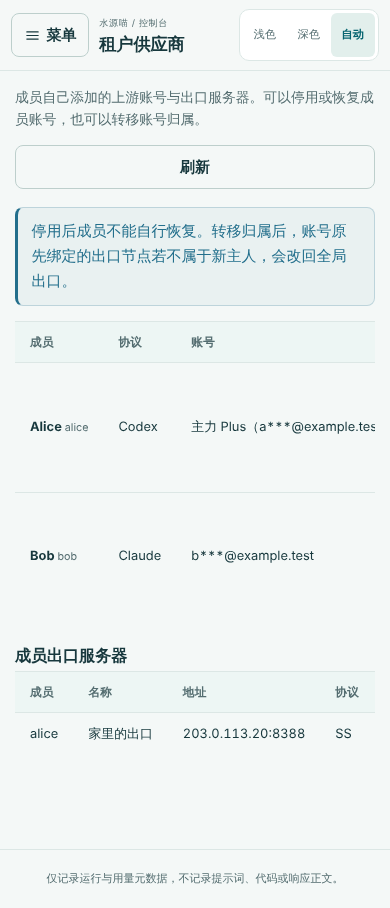 菜单
水源喵 / 控制台
租户供应商
浅色 深色 自动
成员自己添加的上游账号与出口服务器。可以停用或恢复成
员账号，也可以转移账号归属。
刷新
停用后成员不能自行恢复。转移归属后，账号原
先绑定的出口节点若不属于新主人，会改回全局
出口。
成员 协议 账号
Alice alice Codex 主力 Plus（a***@example.tes
Bob bob Claude b***@example.test
成员出口服务器
成员 名称 地址 协议
alice 家里的出口 203.0.113.20:8388 SS
仅记录运行与用量元数据，不记录提示词、代码或响应正文。